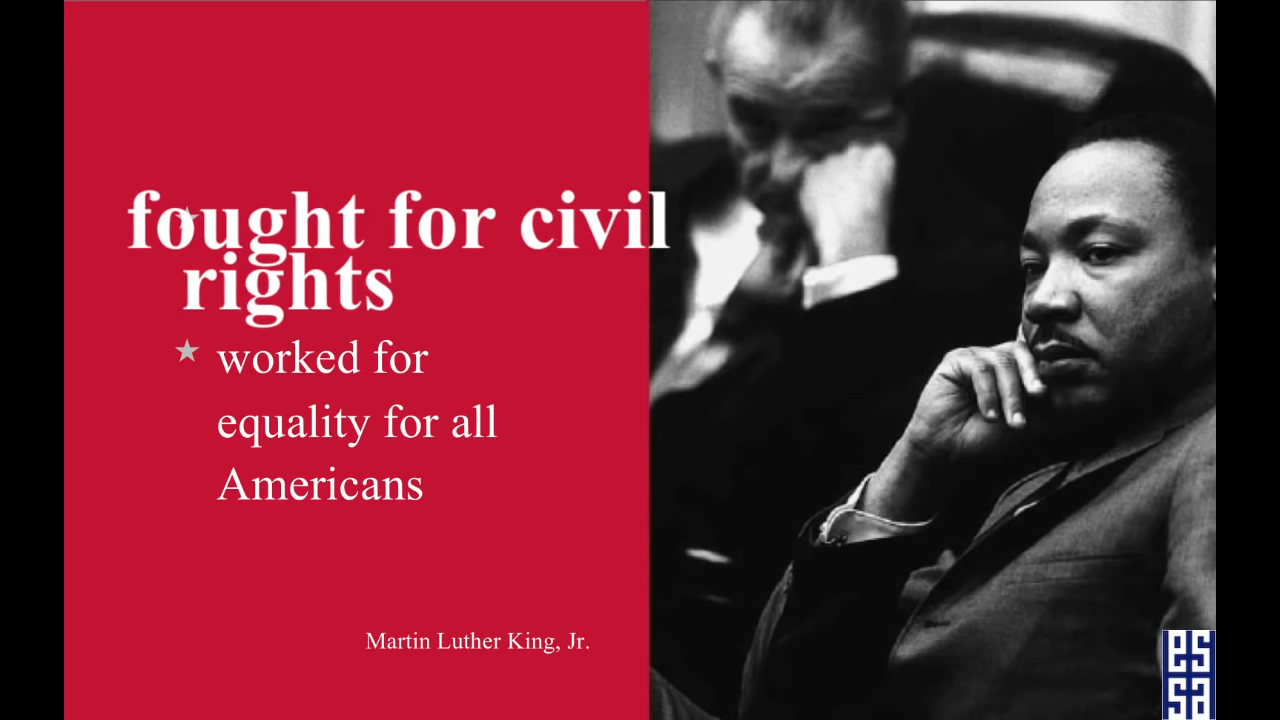 fought for civil
rights
worked for
equality for all
Americans
Martin Luther King, Jr.